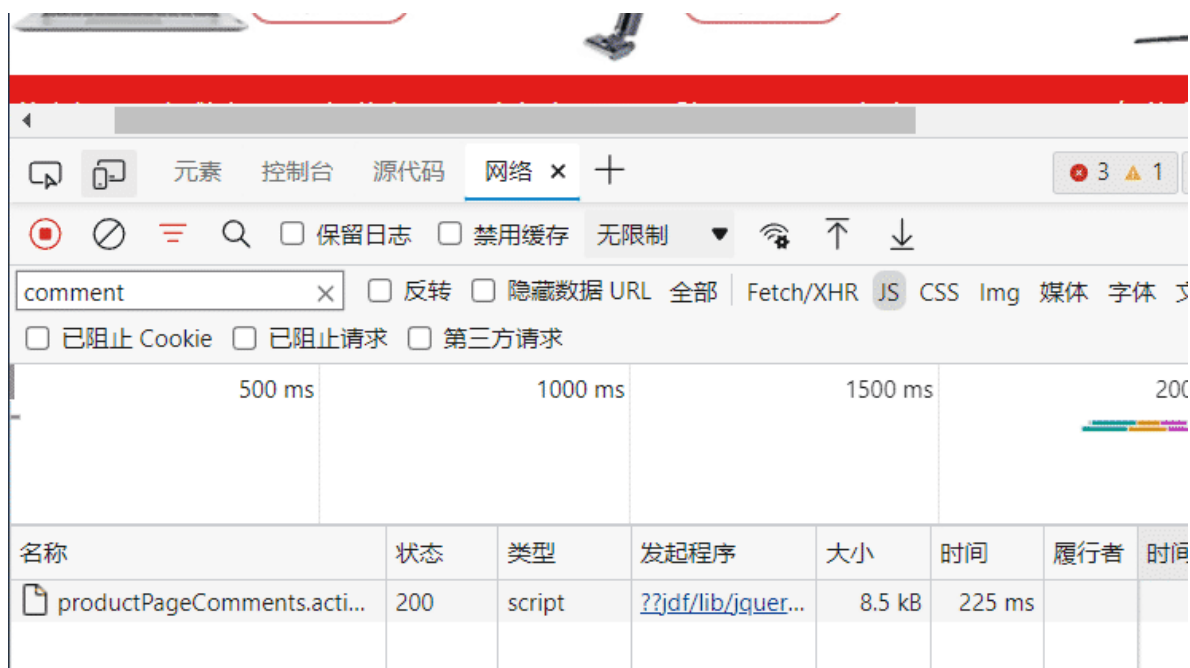 元素 控制台 源代码 网络 × + 3 1
保留日志 禁用缓存 无限制
comment × 反转 隐藏数据 URL 全部 Fetch/XHR JS CSS Img 媒体 字体
已阻止 Cookie 已阻止请求 第三方请求
500 ms 1000 ms 1500 ms 200
名称 状态 类型 发起程序 大小 时间 履行者 时间
productPageComments.acti... 200 script ??jdf/lib/jquer... 8.5 kB 225 ms